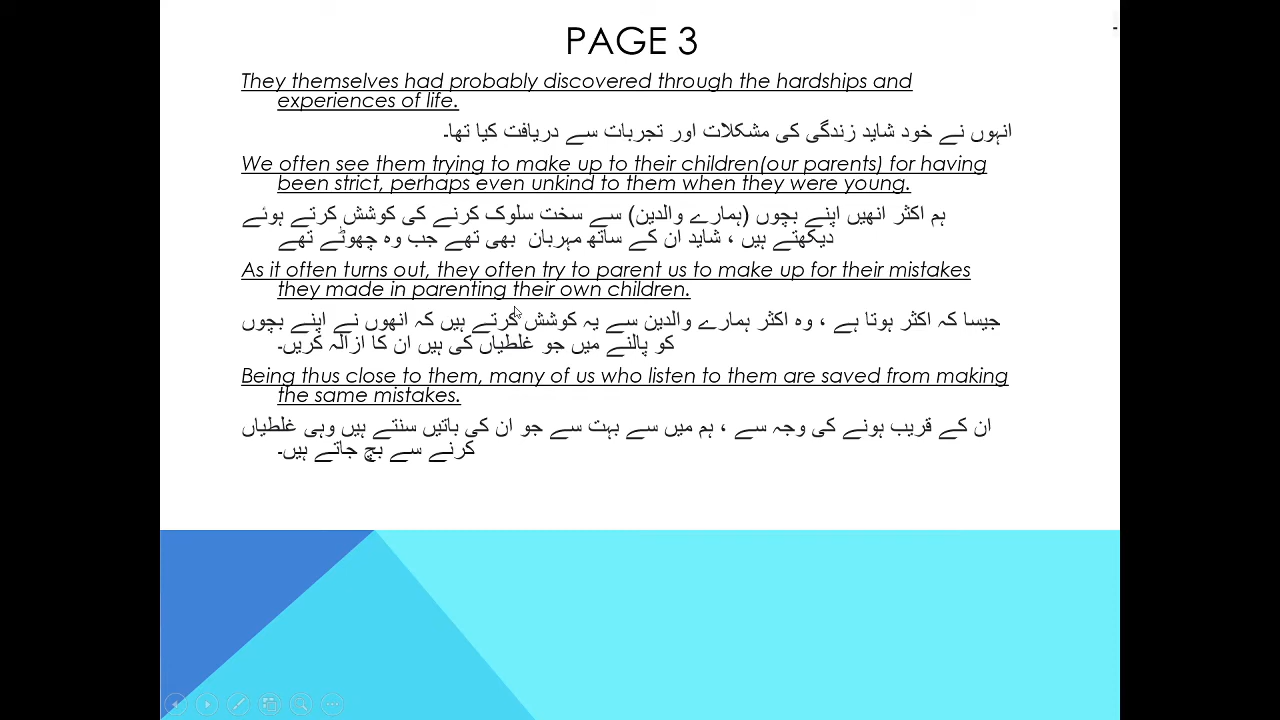 PAGE 3
They themselves had probably discovered through the hardships and
experiences of life.
انہوں نے خود شاید زندگی کی مشکلات اور تجربات سے دریافت کیا تھا۔
We often see them trying to make up to their children(our parents) for having
been strict, perhaps even unkind to them when they were young.
ہم اکثر انھیں اپنے بچوں (ہمارے والدین) سے سخت سلوک کرنے کی کوشش کرتے ہوئے
دیکھتے ہیں ، شاید ان کے ساتھ مہربان بھی تھے جب وہ چھوٹے تھے
As it often turns out, they often try to parent us to make up for their mistakes
they made in parenting their own children.
جیسا کہ اکثر ہوتا ہے ، وہ اکثر ہمارے والدین سے یہ کوشش کرتے ہیں کہ انھوں نے اپنے بچوں
کو پالنے میں جو غلطیاں کی ہیں ان کا ازالہ کریں۔
Being thus close to them, many of us who listen to them are saved from making
the same mistakes.
ان کے قریب ہونے کی وجہ سے ، ہم میں سے بہت سے جو ان کی باتیں سنتے ہیں وہی غلطیاں
کرنے سے بچ جاتے ہیں۔